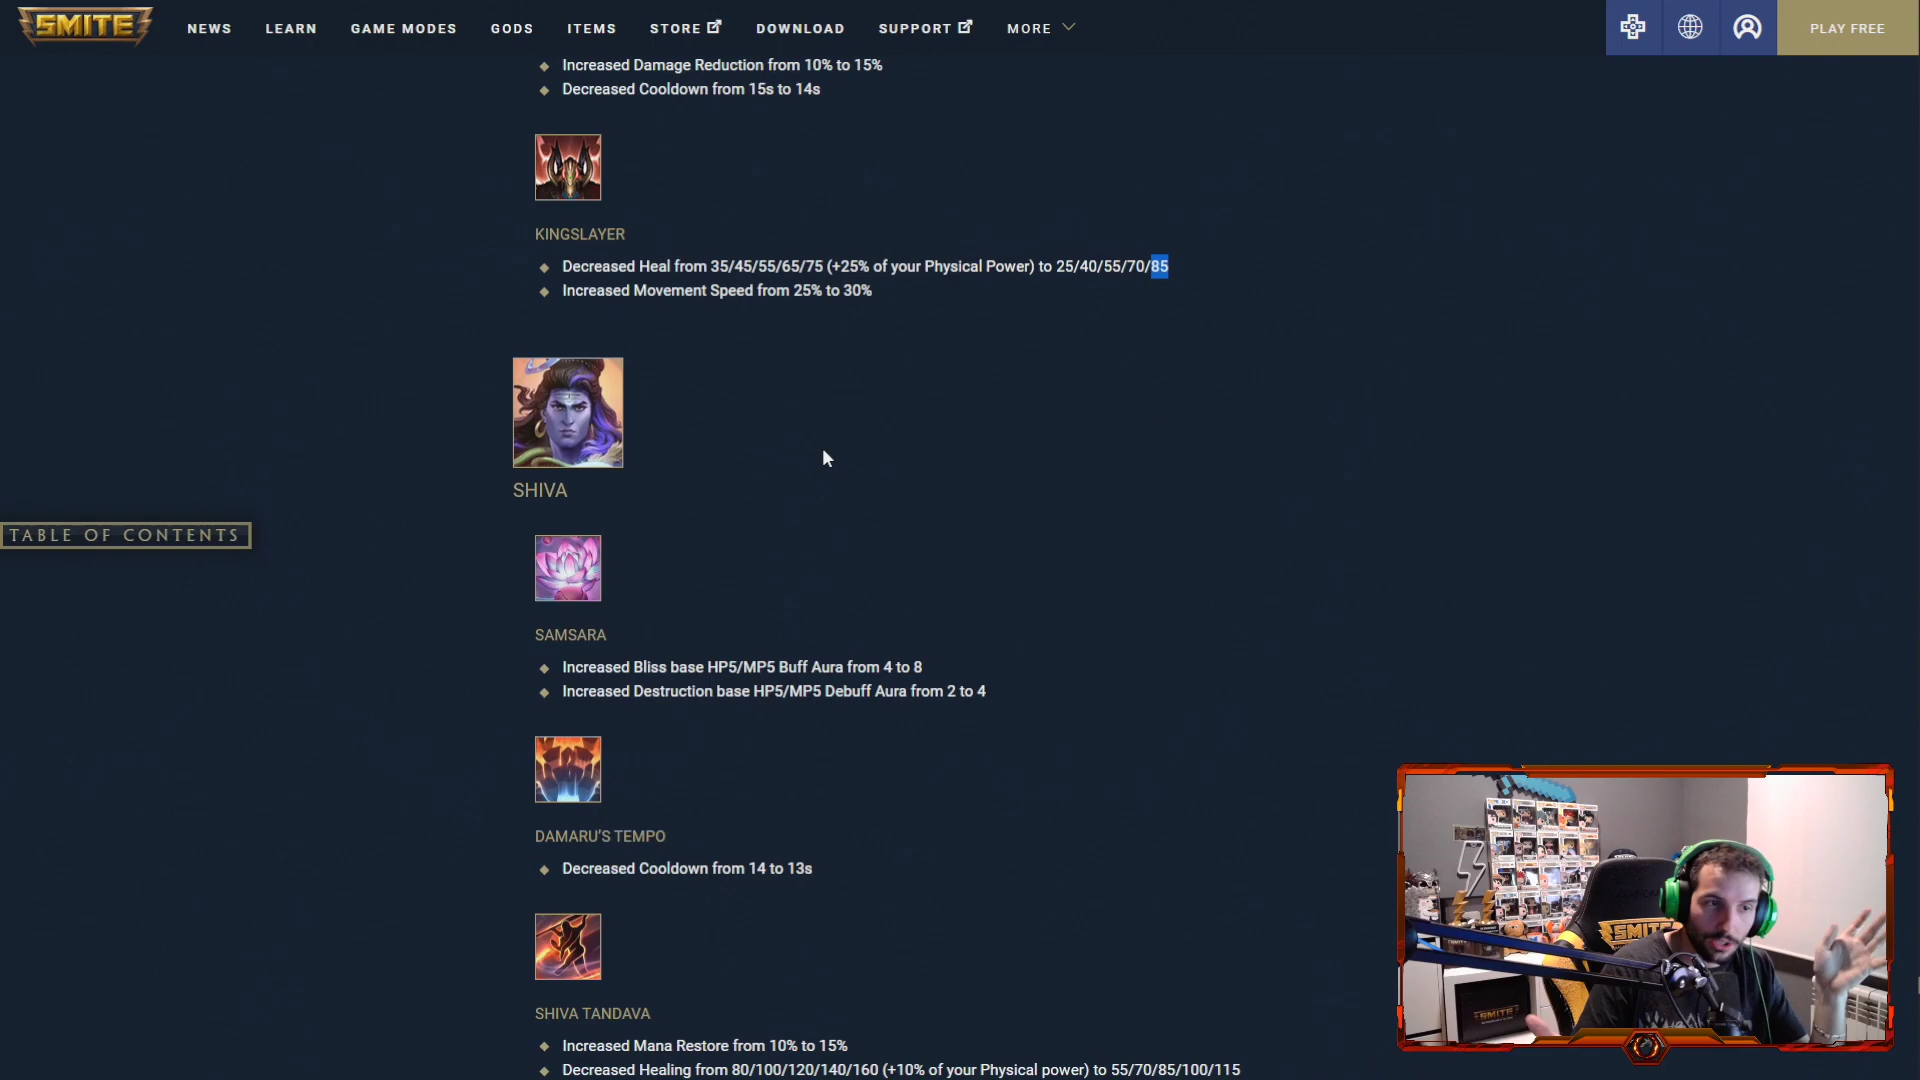 SMITE
NEWS LEARN GAME MODES GODS ITEMS STORE DOWNLOAD SUPPORT MORE PLAY FREE
Increased Damage Reduction from 10% to 15%
Decreased Cooldown from 15s to 14s
KINGSLAYER
Decreased Heal from 35/45/55/65/75 (+25% of your Physical Power) to 25/40/55/70/85
Increased Movement Speed from 25% to 30%
SHIVA
TABLE OF CONTENTS
SAMSARA
Increased Bliss base HP5/MP5 Buff Aura from 4 to 8
Increased Destruction base HP5/MP5 Debuff Aura from 2 to 4
DAMARU'S TEMPO
Decreased Cooldown from 14 to 13s
SMITE
SMITE
SHIVA TANDAVA
Increased Mana Restore from 10% to 15%
Decreased Healing from 80/100/120/140/160 (+10% of your Physical power) to 55/70/85/100/115